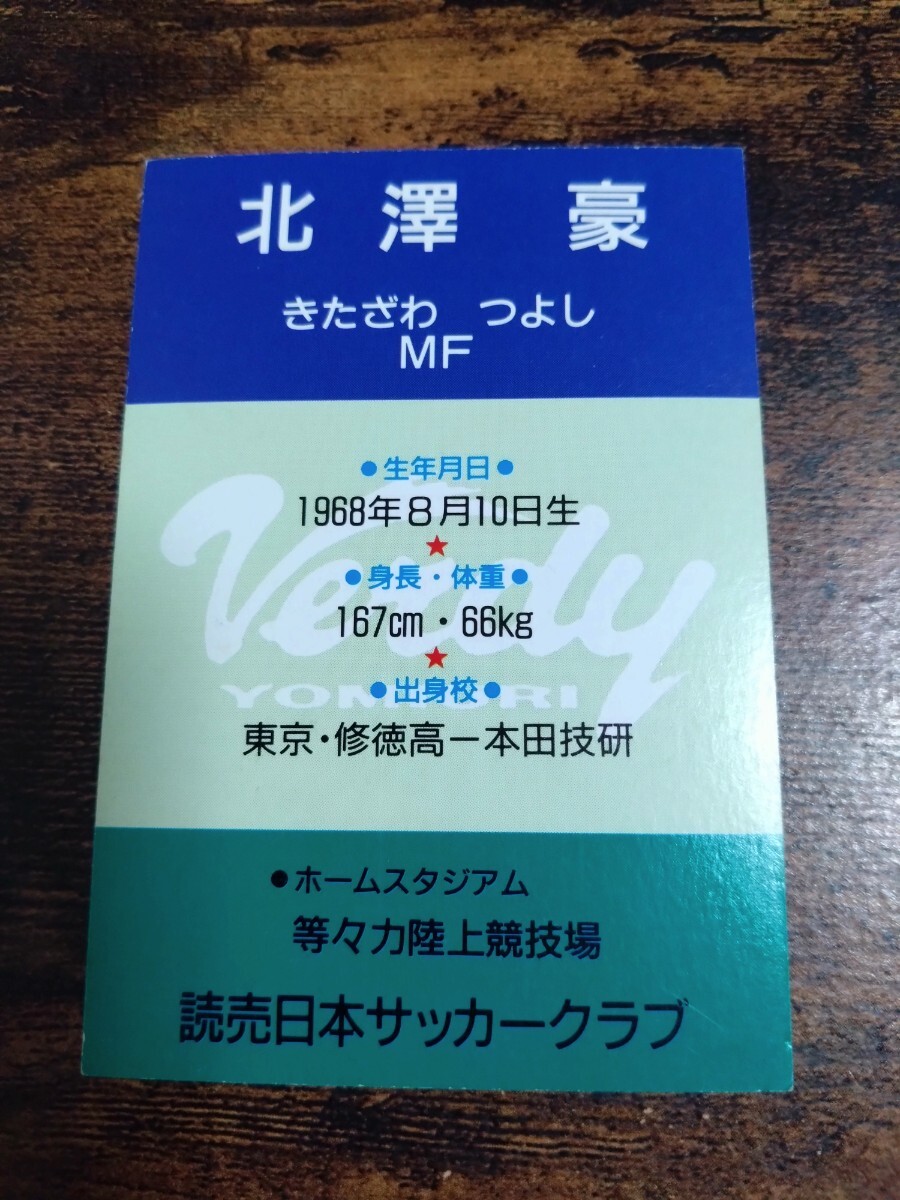 北澤 豪
きたざわ つよし
MF
●生年月日●
1968年8月10日生
★
●身長・体重●
167cm・66kg
★
●出身校●
東京・修徳高ー本田技研
Verdy
YOMIURI
●ホームスタジアム
等々力陸上競技場
読売日本サッカークラブ